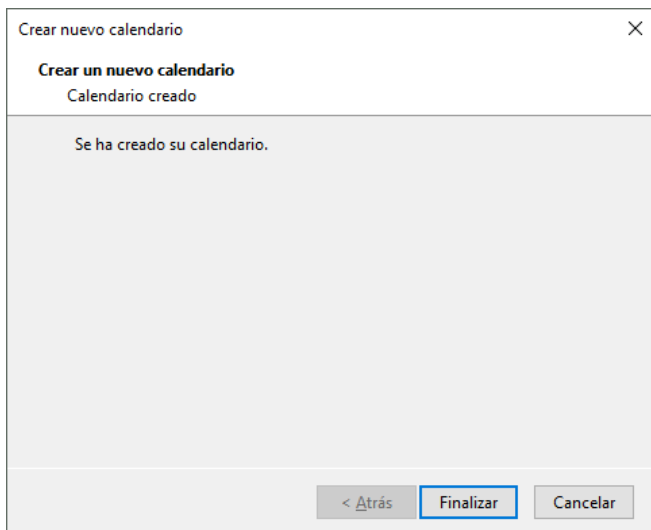 Crear nuevo calendario
Crear un nuevo calendario
Calendario creado
Se ha creado su calendario.
< Atrás Finalizar Cancelar